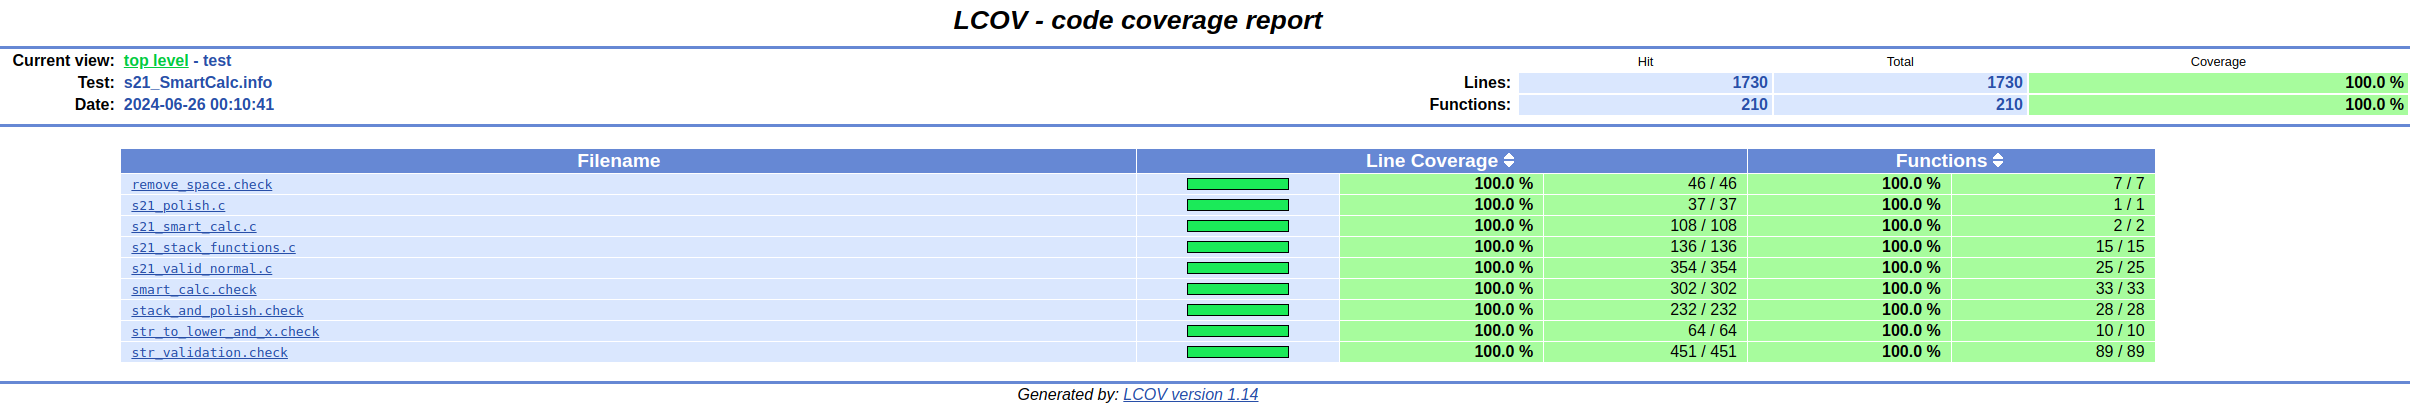 LCOV - code coverage report
Current view: top level - test
Hit Total Coverage
Test: s21_SmartCalc.info
Lines: 1730 1730 100.0 %
Date: 2024-06-26 00:10:41
Functions: 210 210 100.0 %
Filename Line Coverage Functions
remove_space.check 100.0 % 46 / 46 100.0 % 7 / 7
s21_polish.c 100.0 % 37 / 37 100.0 % 1 / 1
s21_smart_calc.c 100.0 % 108 / 108 100.0 % 2 / 2
s21_stack_functions.c 100.0 % 136 / 136 100.0 % 15 / 15
s21_valid_normal.c 100.0 % 354 / 354 100.0 % 25 / 25
smart_calc.check 100.0 % 302 / 302 100.0 % 33 / 33
stack_and_polish.check 100.0 % 232 / 232 100.0 % 28 / 28
str_to_lower_and_x.check 100.0 % 64 / 64 100.0 % 10 / 10
str_validation.check 100.0 % 451 / 451 100.0 % 89 / 89
Generated by: LCOV version 1.14